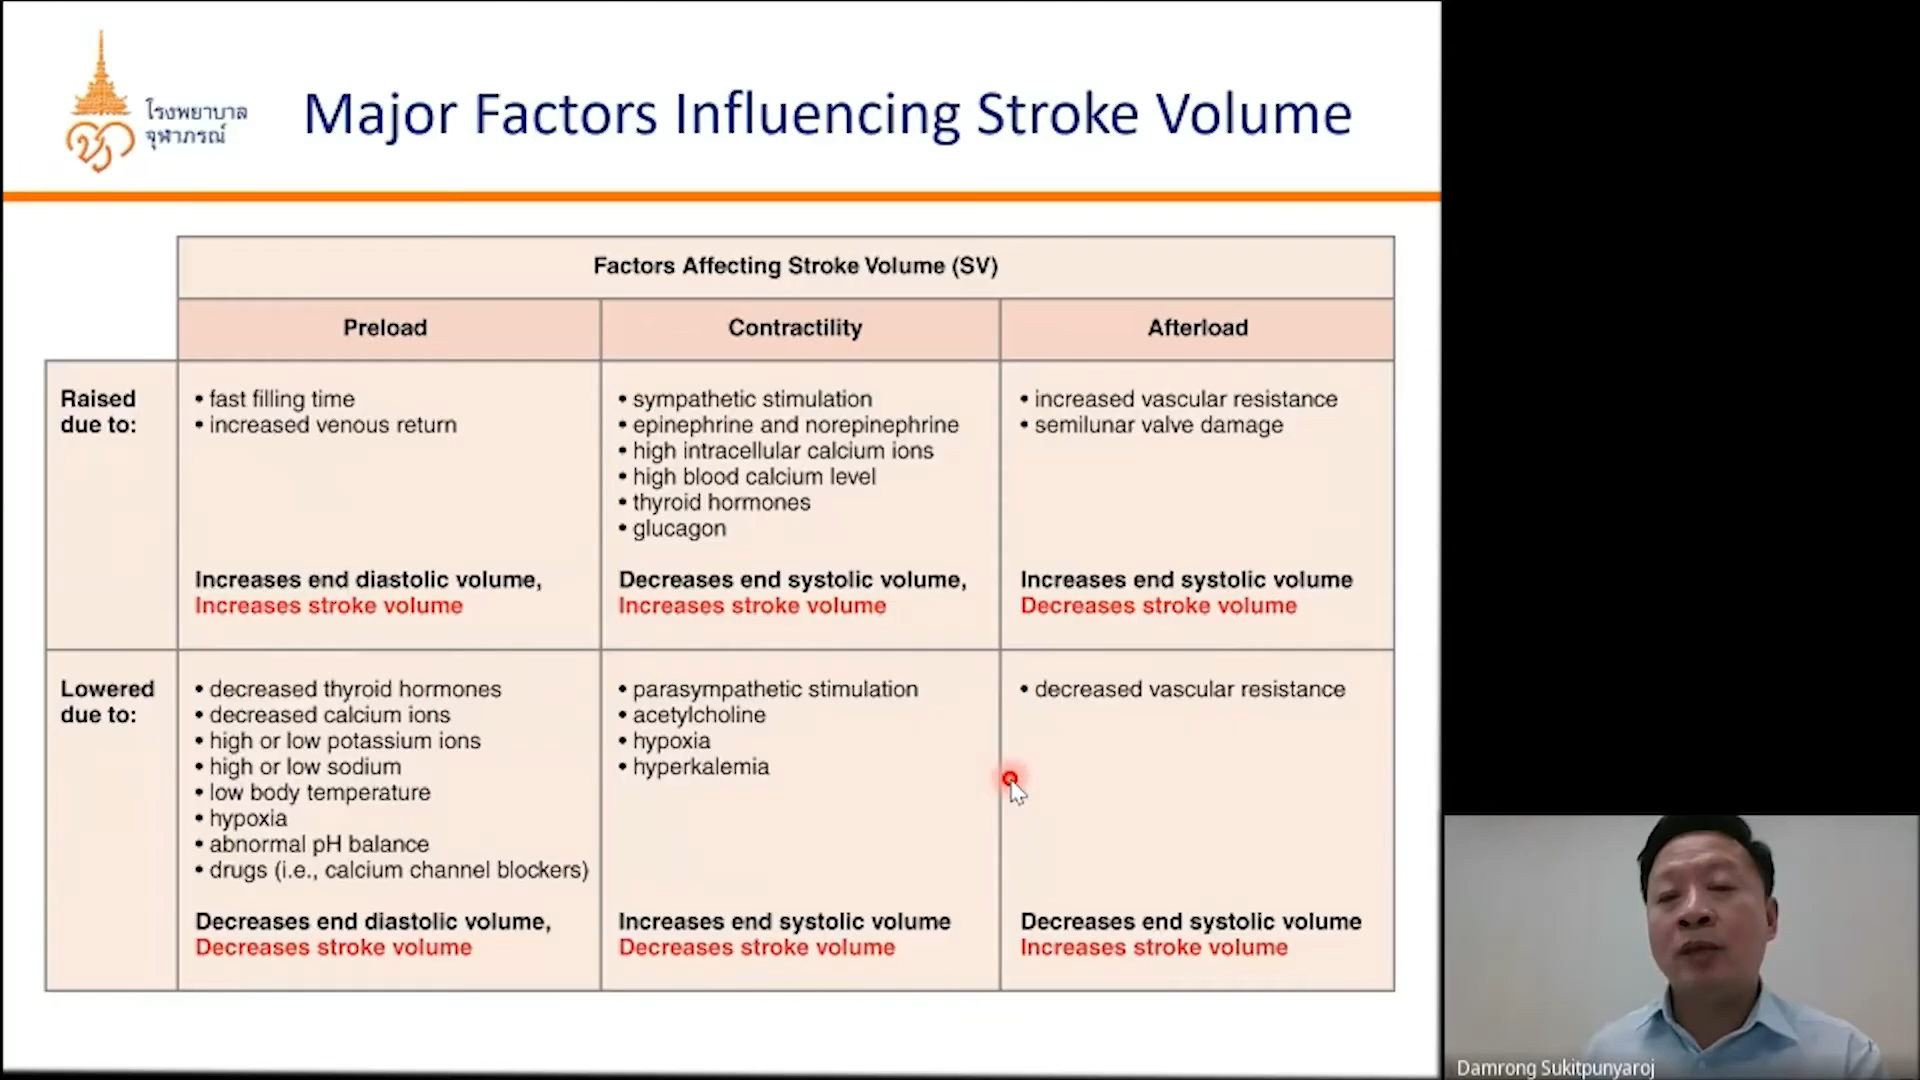 โรงพยาบาล
จุฬาภรณ์
Major Factors Influencing Stroke Volume
Factors Affecting Stroke Volume (SV)
Preload
Contractility
Afterload
Raised
due to:
• fast filling time
• increased venous return
Increases end diastolic volume,
Increases stroke volume
• sympathetic stimulation
• epinephrine and norepinephrine
• high intracellular calcium ions
• high blood calcium level
• thyroid hormones
• glucagon
Decreases end systolic volume,
Increases stroke volume
• increased vascular resistance
• semilunar valve damage
Increases end systolic volume
Decreases stroke volume
Lowered
due to:
• decreased thyroid hormones
• decreased calcium ions
• high or low potassium ions
• high or low sodium
• low body temperature
• hypoxia
• abnormal pH balance
• drugs (i.e., calcium channel blockers)
Decreases end diastolic volume,
Decreases stroke volume
• parasympathetic stimulation
• acetylcholine
• hypoxia
• hyperkalemia
Increases end systolic volume
Decreases stroke volume
• decreased vascular resistance
Decreases end systolic volume
Increases stroke volume
Damrong Sukitpunyaroj